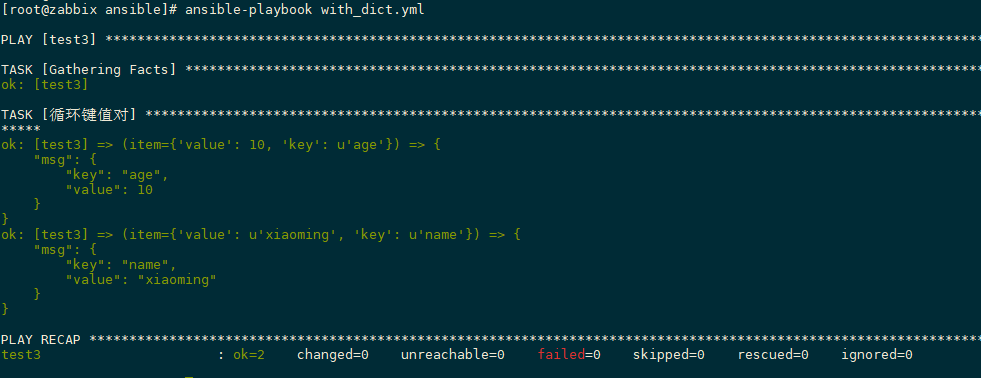 [root@zabbix ansible]# ansible-playbook with_dict.yml
PLAY [test3] *************************************************************************************************************
TASK [Gathering Facts] ***************************************************************************************************
ok: [test3]
TASK [循环键值对] ********************************************************************************************************
*****
ok: [test3] => (item={'value': 10, 'key': u'age'}) => {
    "msg": {
        "key": "age",
        "value": 10
    }
}
ok: [test3] => (item={'value': u'xiaoming', 'key': u'name'}) => {
    "msg": {
        "key": "name",
        "value": "xiaoming"
    }
}
PLAY RECAP ***************************************************************************************************************
test3                      : ok=2    changed=0    unreachable=0    failed=0    skipped=0    rescued=0    ignored=0